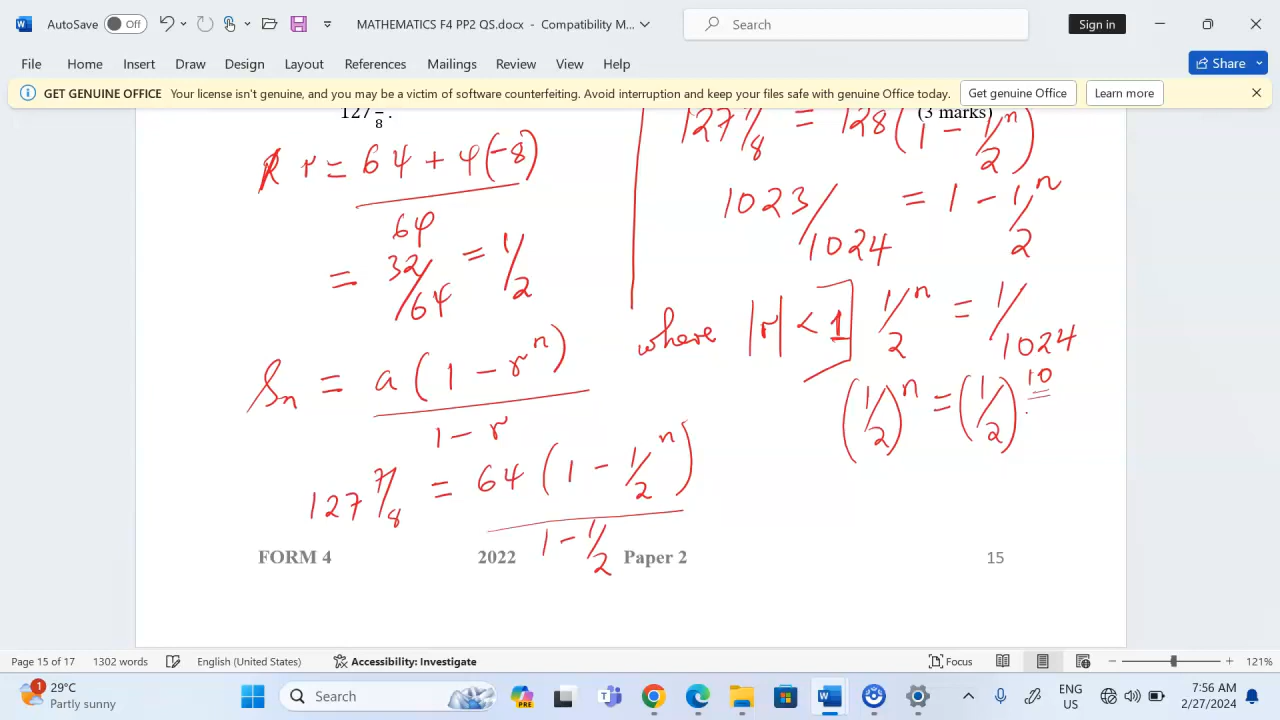 AutoSave Off MATHEMATICS F4 PP2 QS.docx - Compatibility M... Search Sign in
File Home Insert Draw Design Layout References Mailings Review View Help Share
GET GENUINE OFFICE Your license isn't genuine, and you may be a victim of software counterfeiting. Avoid interruption and keep your files safe with genuine Office today. Get genuine Office Learn more
127 7/8 . (3 marks)
r = (64 + 4(-8))/64
= 32/64 = 1/2
Sn = a(1 - r^n)/(1 - r)
127 7/8 = 64(1 - 1/2^n)/(1 - 1/2)
127 7/8 = 128(1 - 1/2^n)
1023/1024 = 1 - 1/2^n
where |r| < 1 1/2^n = 1/1024
(1/2)^n = (1/2)^10
FORM 4 2022 Paper 2 15
Page 15 of 17 1302 words English (United States) Accessibility: Investigate Focus 121%
1 29°C
Partly sunny
Search PRE ENG
US
7:56 AM
2/27/2024